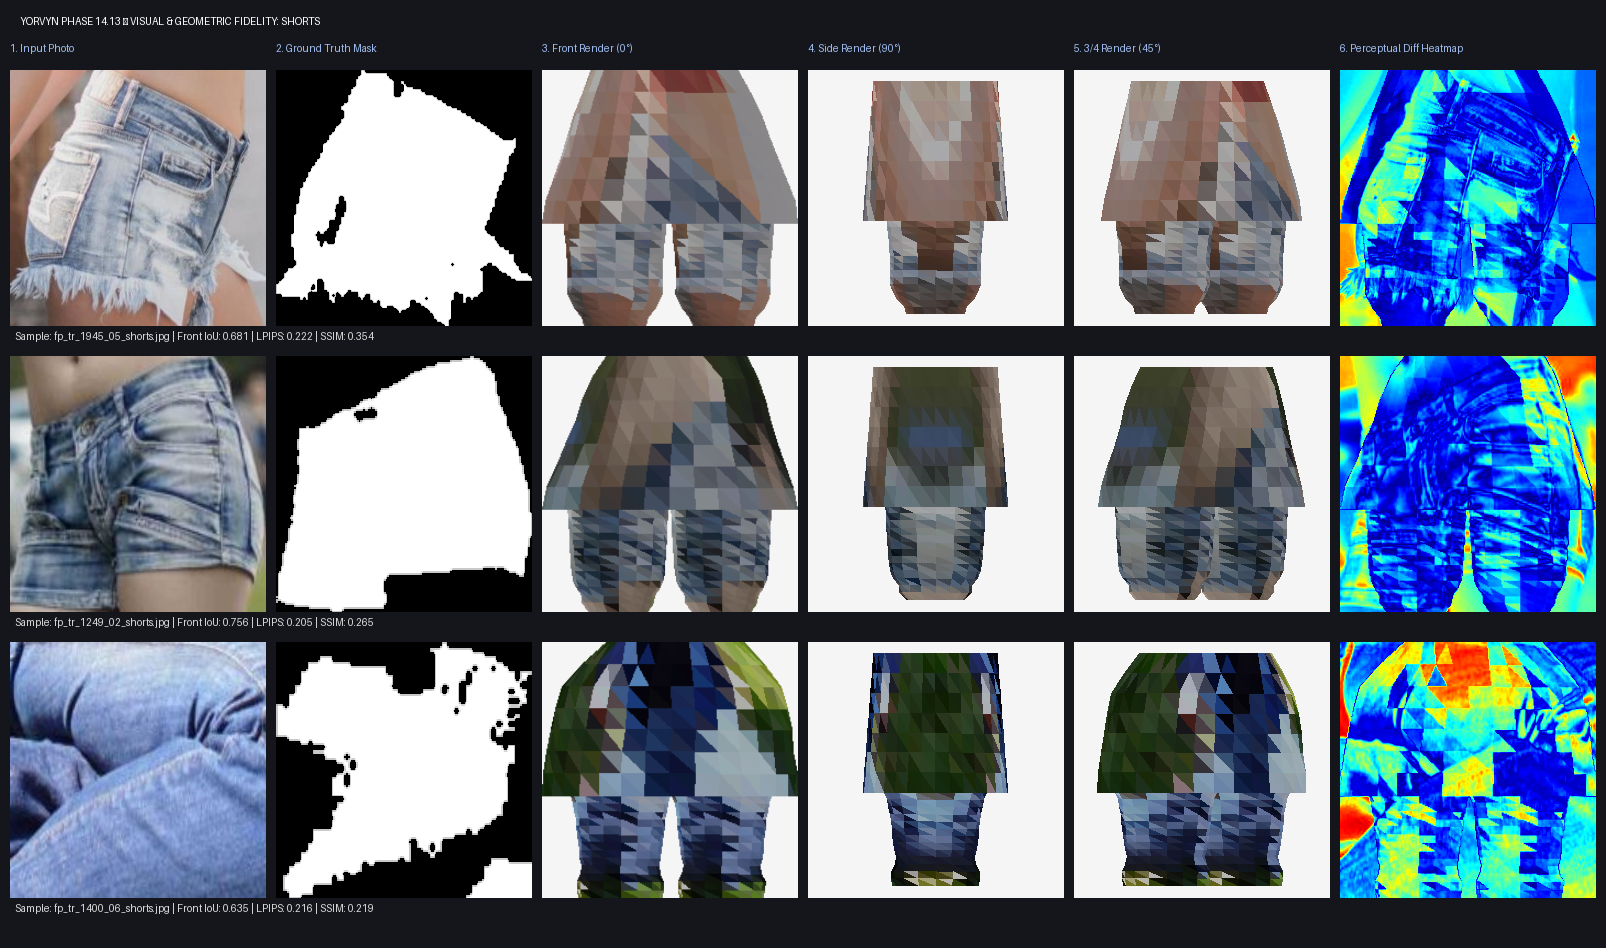 YORVYN PHASE 14.13 ▯ VISUAL & GEOMETRIC FIDELITY: SHORTS
1. Input Photo
2. Ground Truth Mask
3. Front Render (0°)
4. Side Render (90°)
5. 3/4 Render (45°)
6. Perceptual Diff Heatmap
Sample: fp_tr_1945_05_shorts.jpg | Front IoU: 0.681 | LPIPS: 0.222 | SSIM: 0.354
Sample: fp_tr_1249_02_shorts.jpg | Front IoU: 0.756 | LPIPS: 0.205 | SSIM: 0.265
Sample: fp_tr_1400_06_shorts.jpg | Front IoU: 0.635 | LPIPS: 0.216 | SSIM: 0.219